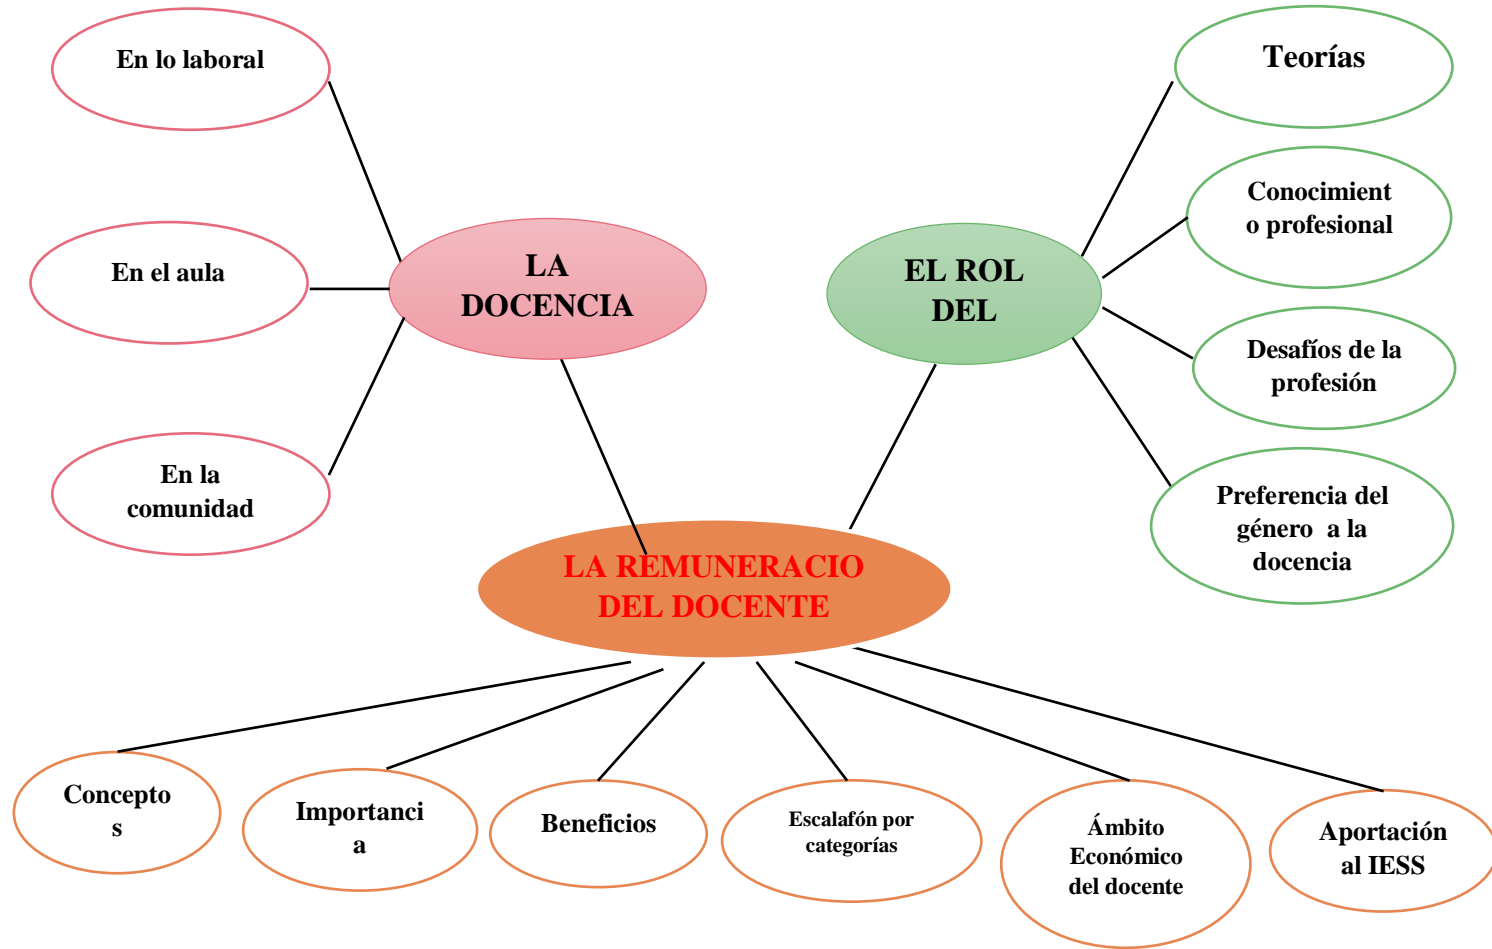 En lo laboral
Teorías
Conocimient
o profesional
LA
DOCENCIA
EL ROL
DEL
En el aula
Desafíos de la
profesión
En la
comunidad
Preferencia del
género  a la
docencia
LA REMUNERACIO
DEL DOCENTE
Concepto
s
Importanci
a
Beneficios
Escalafón por
categorías
Ámbito
Económico
del docente
Aportación
al IESS